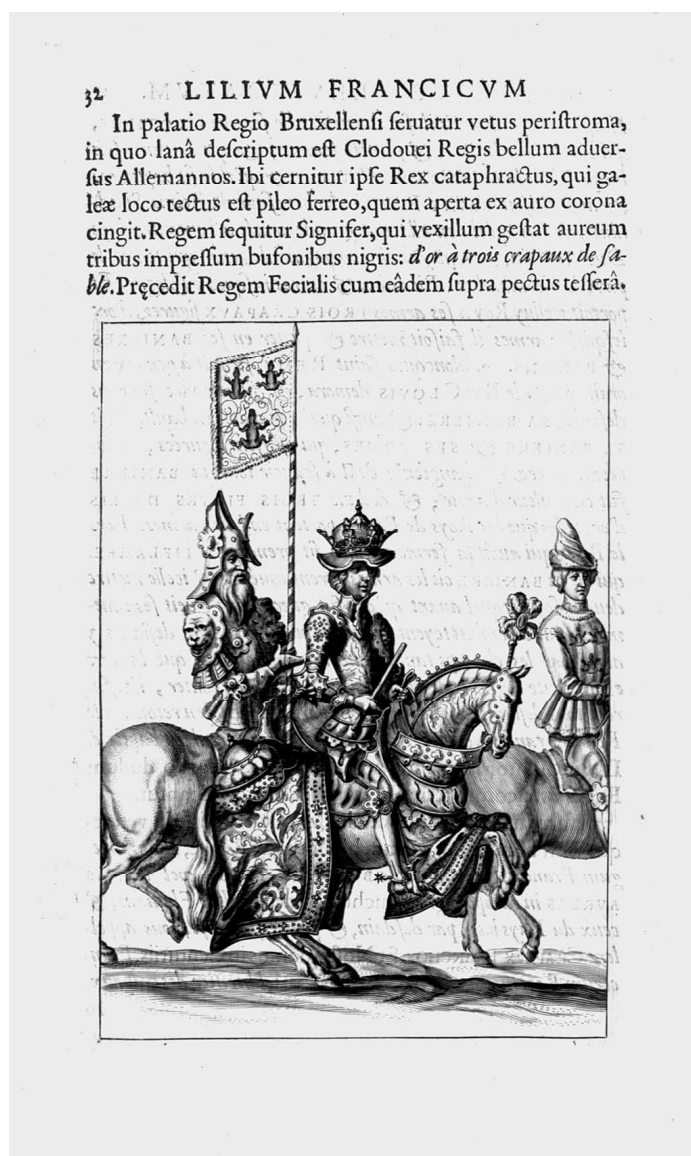 32 LILIVM FRANCICVM
In palatio Regio Bruxellensi seruatur vetus peristroma,
in quo lanâ descriptum est Clodouei Regis bellum aduer-
sus Allemannos. Ibi cernitur ipse Rex cataphractus, qui ga-
leæ loco tectus est pileo ferreo, quem aperta ex auro corona
cingit. Regem sequitur Signifer, qui vexillum gestat aureum
tribus impressum bufonibus nigris: d'or à trois crapaux de sa-
ble. Pręcedit Regem Fecialis cum eâdem supra pectus tesserâ.